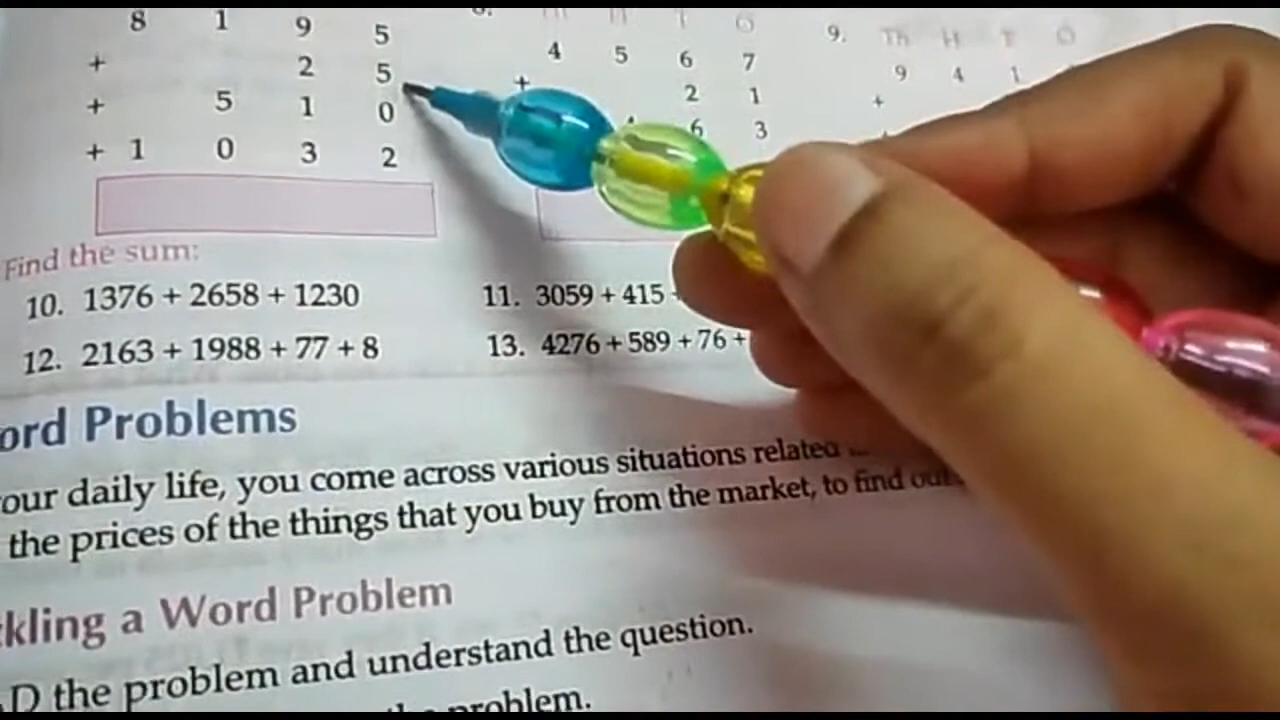 8 1 9 5
+ 2 5
+ 5 1 0
+ 1 0 3 2
8. Th H T O
4 5 6 7
+ 2 1
6 3
9. Th H T O
9 4 1
+
Find the sum:
10. 1376 + 2658 + 1230
11. 3059 + 415
12. 2163 + 1988 + 77 + 8
13. 4276 + 589 + 76 +
ord Problems
our daily life, you come across various situations related
the prices of the things that you buy from the market, to find out
kling a Word Problem
D the problem and understand the question.
the problem.